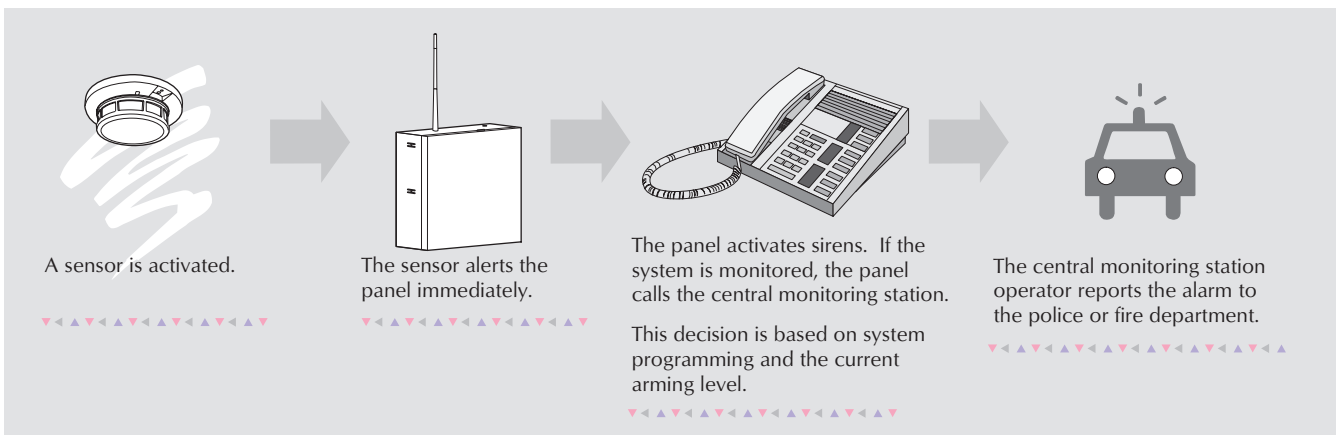 A sensor is activated.
The sensor alerts the
panel immediately.
The panel activates sirens. If the
system is monitored, the panel
calls the central monitoring station.
This decision is based on system
programming and the current
arming level.
The central monitoring station
operator reports the alarm to
the police or fire department.